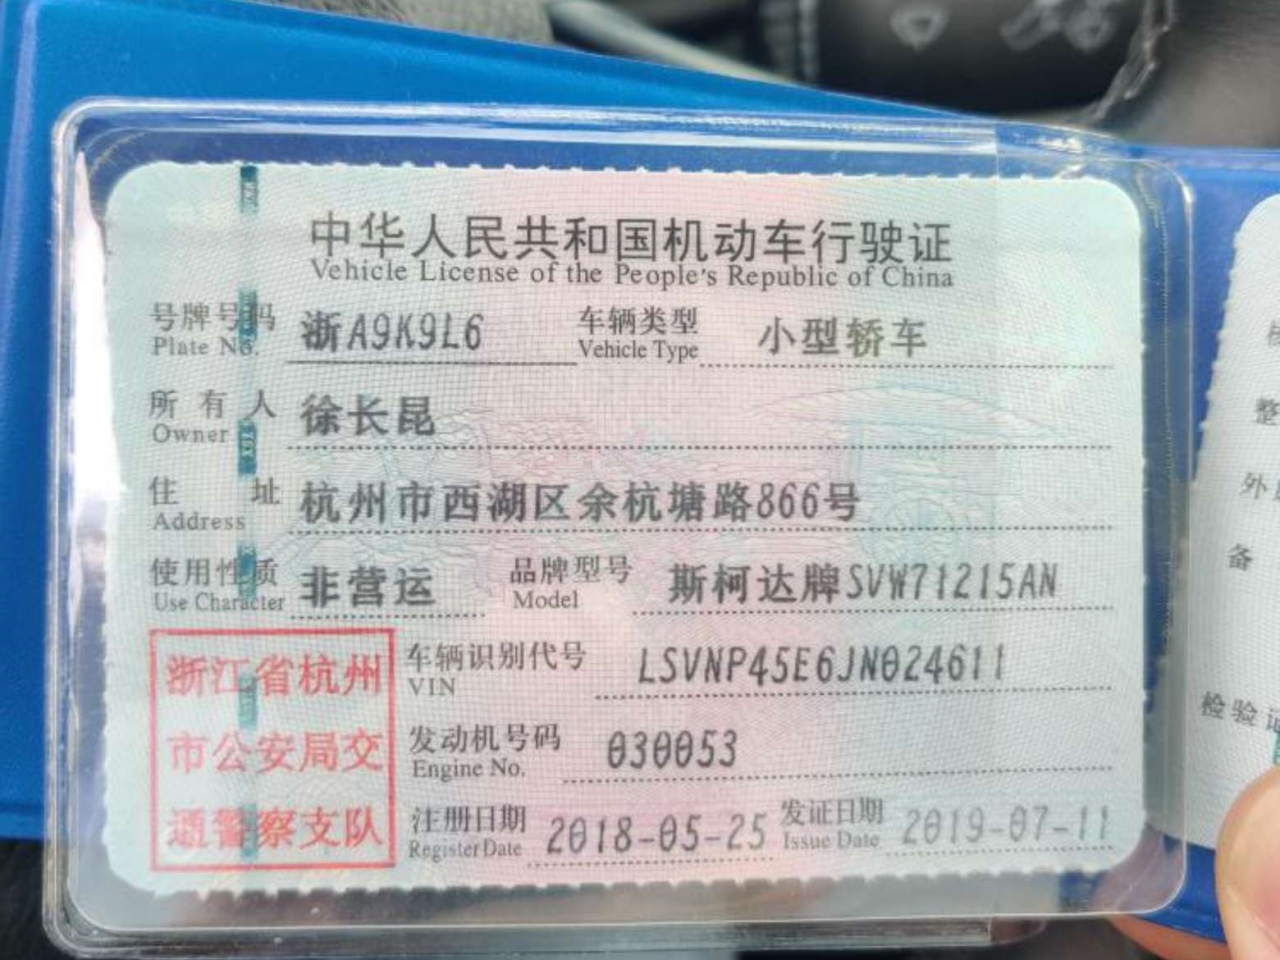 中华人民共和国机动车行驶证
Vehicle License of the People's Republic of China
号牌号码 浙A9K9L6 车辆类型 小型轿车
Plate No. Vehicle Type
所有人 徐长昆
Owner
住址 杭州市西湖区余杭塘路866号
Address
使用性质 非营运 品牌型号 斯柯达牌SVW71215AN
Use Character Model
车辆识别代号 LSVNP45E6JN024611
VIN
发动机号码 030053
Engine No.
注册日期 2018-05-25 发证日期 2019-07-11
Register Date Issue Date
浙江省杭州
市公安局交
通警察支队
整
外
备
检验证